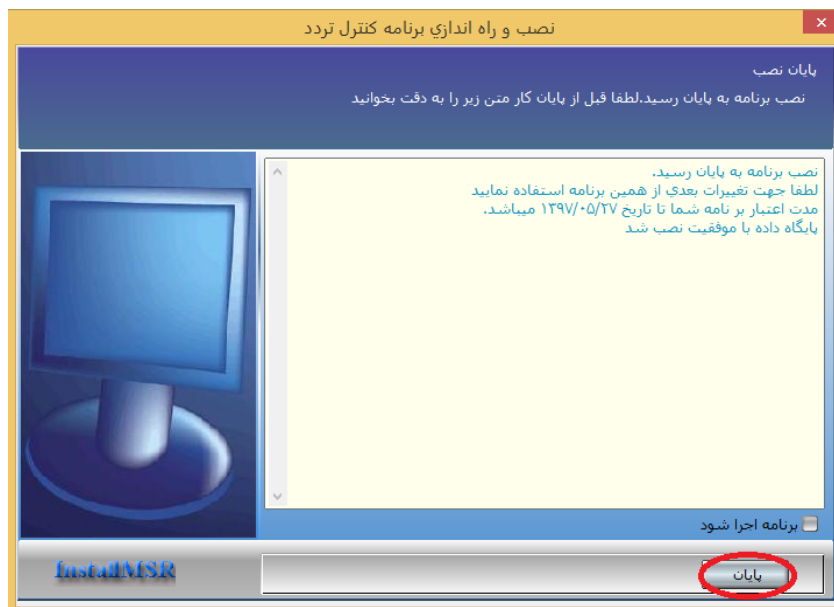 نصب و راه اندازي برنامه کنترل تردد
پایان نصب
نصب برنامه به پایان رسید.لطفا قبل از پایان کار متن زیر را به دقت بخوانید
نصب برنامه به پایان رسید.
لطفا جهت تغییرات بعدي از همین برنامه استفاده نمایید
مدت اعتبار بر نامه شما تا تاریخ ۱۳۹۷/۰۵/۲۷ میباشد.
پایگاه داده با موفقیت نصب شد
برنامه اجرا شود
InstallMSR
پایان